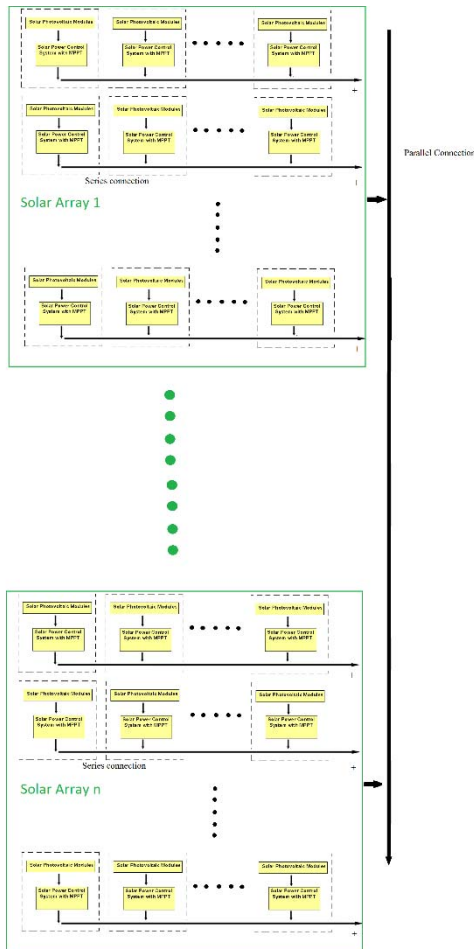 Solar Photovoltaic Modules Solar Photovoltaic Modules Solar Photovoltaic Modules
Solar Power Control Solar Power Control Solar Power Control
System with MPPT System with MPPT System with MPPT
+
Solar Photovoltaic Modules Solar Photovoltaic Modules Solar Photovoltaic Modules
Solar Power Control Solar Power Control Solar Power Control
System with MPPT System with MPPT System with MPPT
Parallel Connection
Series connection
Solar Array 1
Solar Photovoltaic Modules Solar Photovoltaic Modules Solar Photovoltaic Modules
Solar Power Control Solar Power Control Solar Power Control
System with MPPT System with MPPT System with MPPT
Solar Photovoltaic Modules Solar Photovoltaic Modules Solar Photovoltaic Modules
Solar Power Control Solar Power Control Solar Power Control
System with MPPT System with MPPT System with MPPT
Solar Photovoltaic Modules Solar Photovoltaic Modules Solar Photovoltaic Modules
Solar Power Control Solar Power Control Solar Power Control
System with MPPT System with MPPT System with MPPT
Series connection +
Solar Array n
Solar Photovoltaic Modules Solar Photovoltaic Modules Solar Photovoltaic Modules
Solar Power Control Solar Power Control Solar Power Control
System with MPPT System with MPPT System with MPPT
+